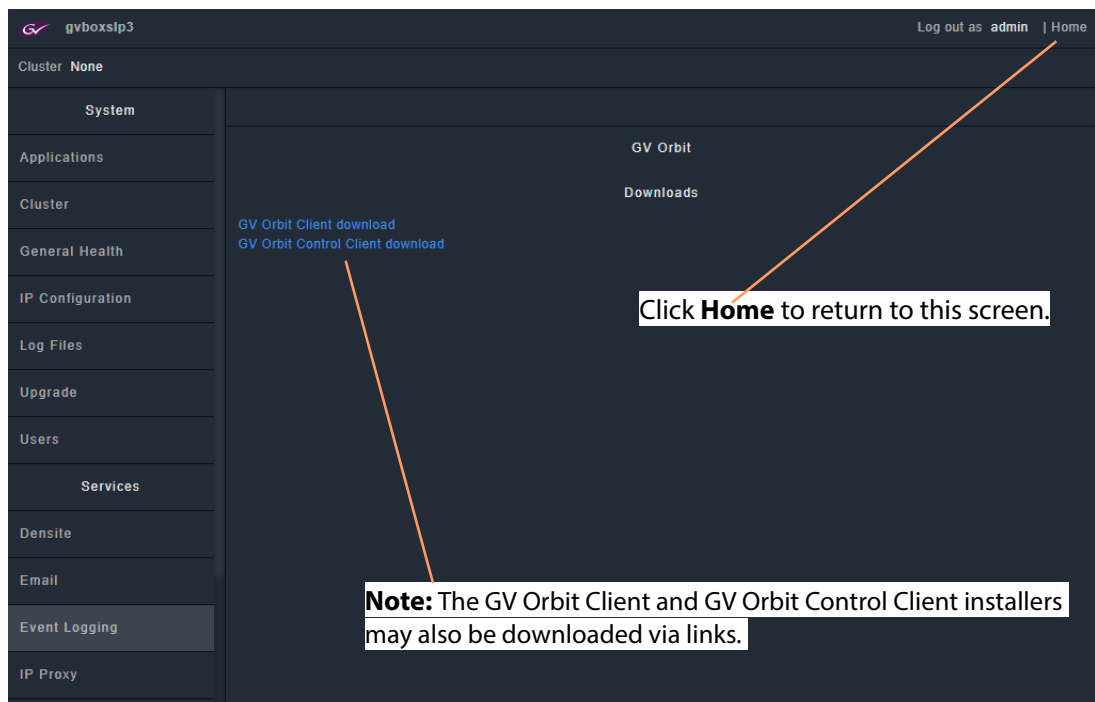 GV gvboxslp3
Log out as admin | Home
Cluster None
System
Applications
Cluster
General Health
IP Configuration
Log Files
Upgrade
Users
Services
Densite
Email
Event Logging
IP Proxy
GV Orbit
Downloads
GV Orbit Client download
GV Orbit Control Client download
Click Home to return to this screen.
Note: The GV Orbit Client and GV Orbit Control Client installers
may also be downloaded via links.